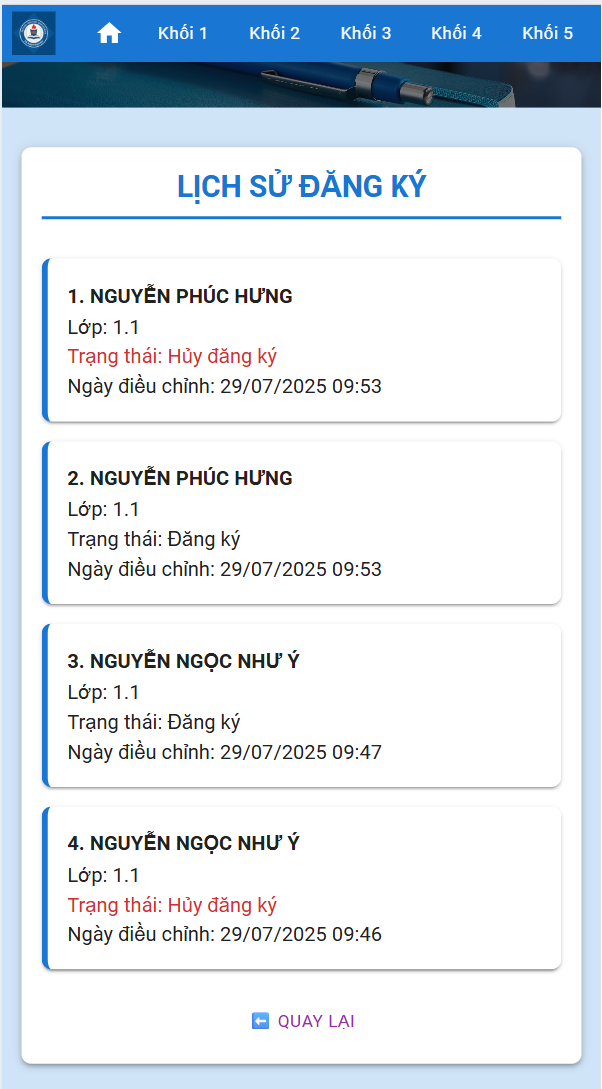 Khối 1 Khối 2 Khối 3 Khối 4 Khối 5
LỊCH SỬ ĐĂNG KÝ
1. NGUYỄN PHÚC HƯNG
Lớp: 1.1
Trạng thái: Hủy đăng ký
Ngày điều chỉnh: 29/07/2025 09:53
2. NGUYỄN PHÚC HƯNG
Lớp: 1.1
Trạng thái: Đăng ký
Ngày điều chỉnh: 29/07/2025 09:53
3. NGUYỄN NGỌC NHƯ Ý
Lớp: 1.1
Trạng thái: Đăng ký
Ngày điều chỉnh: 29/07/2025 09:47
4. NGUYỄN NGỌC NHƯ Ý
Lớp: 1.1
Trạng thái: Hủy đăng ký
Ngày điều chỉnh: 29/07/2025 09:46
QUAY LẠI